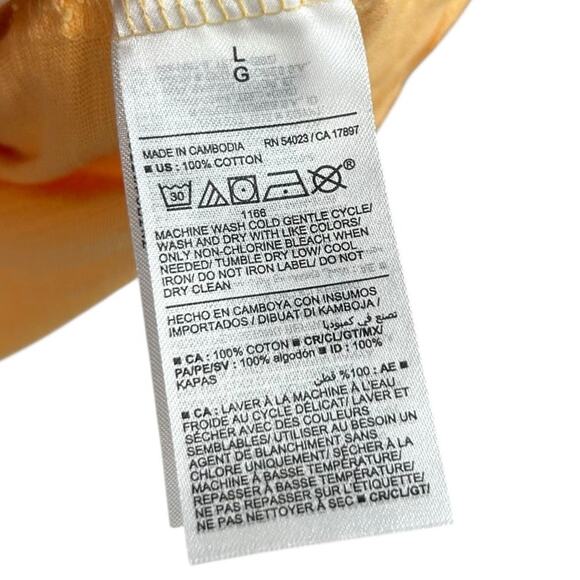 L
G
MADE IN CAMBODIA RN 54023 / CA 17897
■ US : 100% COTTON
30 ®
1166
MACHINE WASH COLD GENTLE CYCLE/
WASH AND DRY WITH LIKE COLORS/
ONLY NON-CHLORINE BLEACH WHEN
NEEDED/ TUMBLE DRY LOW/ COOL
IRON/ DO NOT IRON LABEL/ DO NOT
DRY CLEAN
HECHO EN CAMBOYA CON INSUMOS
IMPORTADOS / DIBUAT DI KAMBOJA /
تصنع في كمبوديا
■ CA : 100% COTON ■ CR/CL/GT/MX/
PA/PE/SV : 100% algodón ■ ID : 100%
KAPAS
■ AE : 100% قطن
■ CA : LAVER À LA MACHINE À L'EAU
FROIDE AU CYCLE DÉLICAT/ LAVER ET
SÉCHER AVEC DES COULEURS
SEMBLABLES/ UTILISER AU BESOIN UN
AGENT DE BLANCHIMENT SANS
CHLORE UNIQUEMENT/ SÉCHER À LA
MACHINE À BASSE TEMPÉRATURE/
REPASSER À BASSE TEMPÉRATURE/
NE PAS REPASSER SUR L'ÉTIQUETTE/
NE PAS NETTOYER À SEC ■ CR/CL/GT/